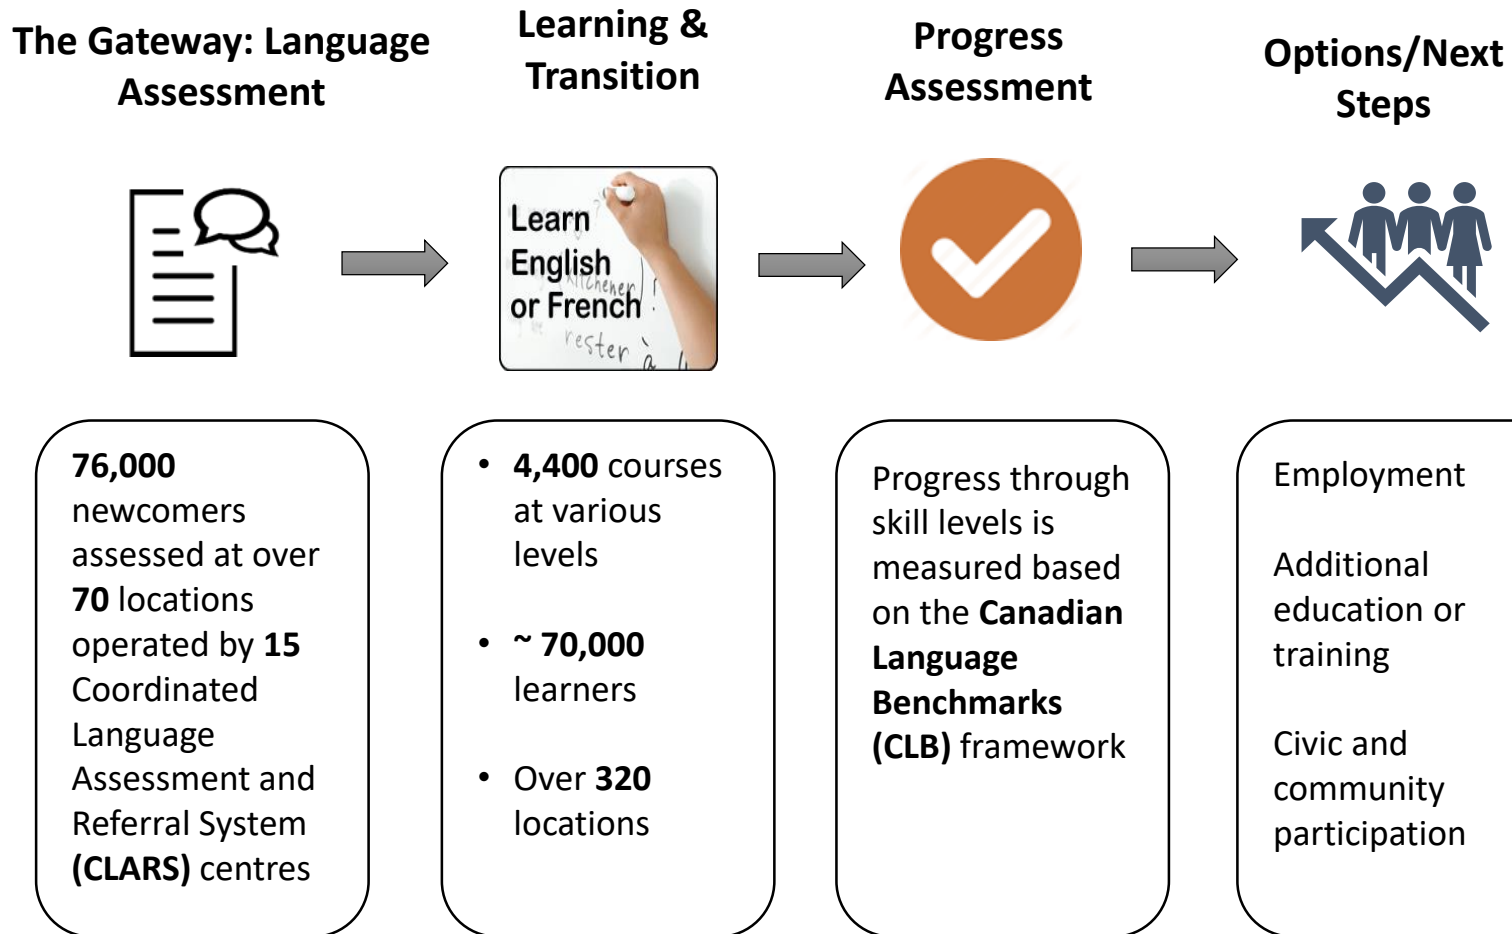 The Gateway: Language
Assessment
Learning &
Transition
Progress
Assessment
Options/Next
Steps
Learn
English
or French
kitchener
rester à
76,000
newcomers
assessed at over
70 locations
operated by 15
Coordinated
Language
Assessment and
Referral System
(CLARS) centres
• 4,400 courses
at various
levels
• ~ 70,000
learners
• Over 320
locations
Progress through
skill levels is
measured based
on the Canadian
Language
Benchmarks
(CLB) framework
Employment
Additional
education or
training
Civic and
community
participation